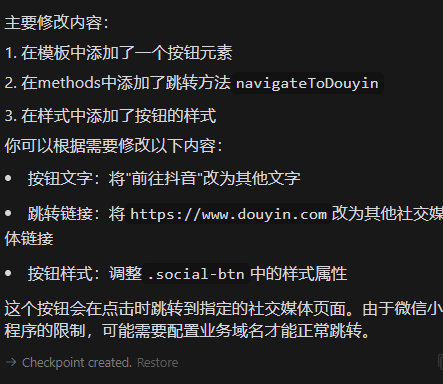 主要修改内容：
1. 在模板中添加了一个按钮元素
2. 在methods中添加了跳转方法 navigateToDouyin
3. 在样式中添加了按钮的样式
你可以根据需要修改以下内容：
• 按钮文字：将"前往抖音"改为其他文字
• 跳转链接：将 https://www.douyin.com 改为其他社交媒
体链接
• 按钮样式：调整 .social-btn 中的样式属性
这个按钮会在点击时跳转到指定的社交媒体页面。由于微信小
程序的限制，可能需要配置业务域名才能正常跳转。
→ Checkpoint created. Restore